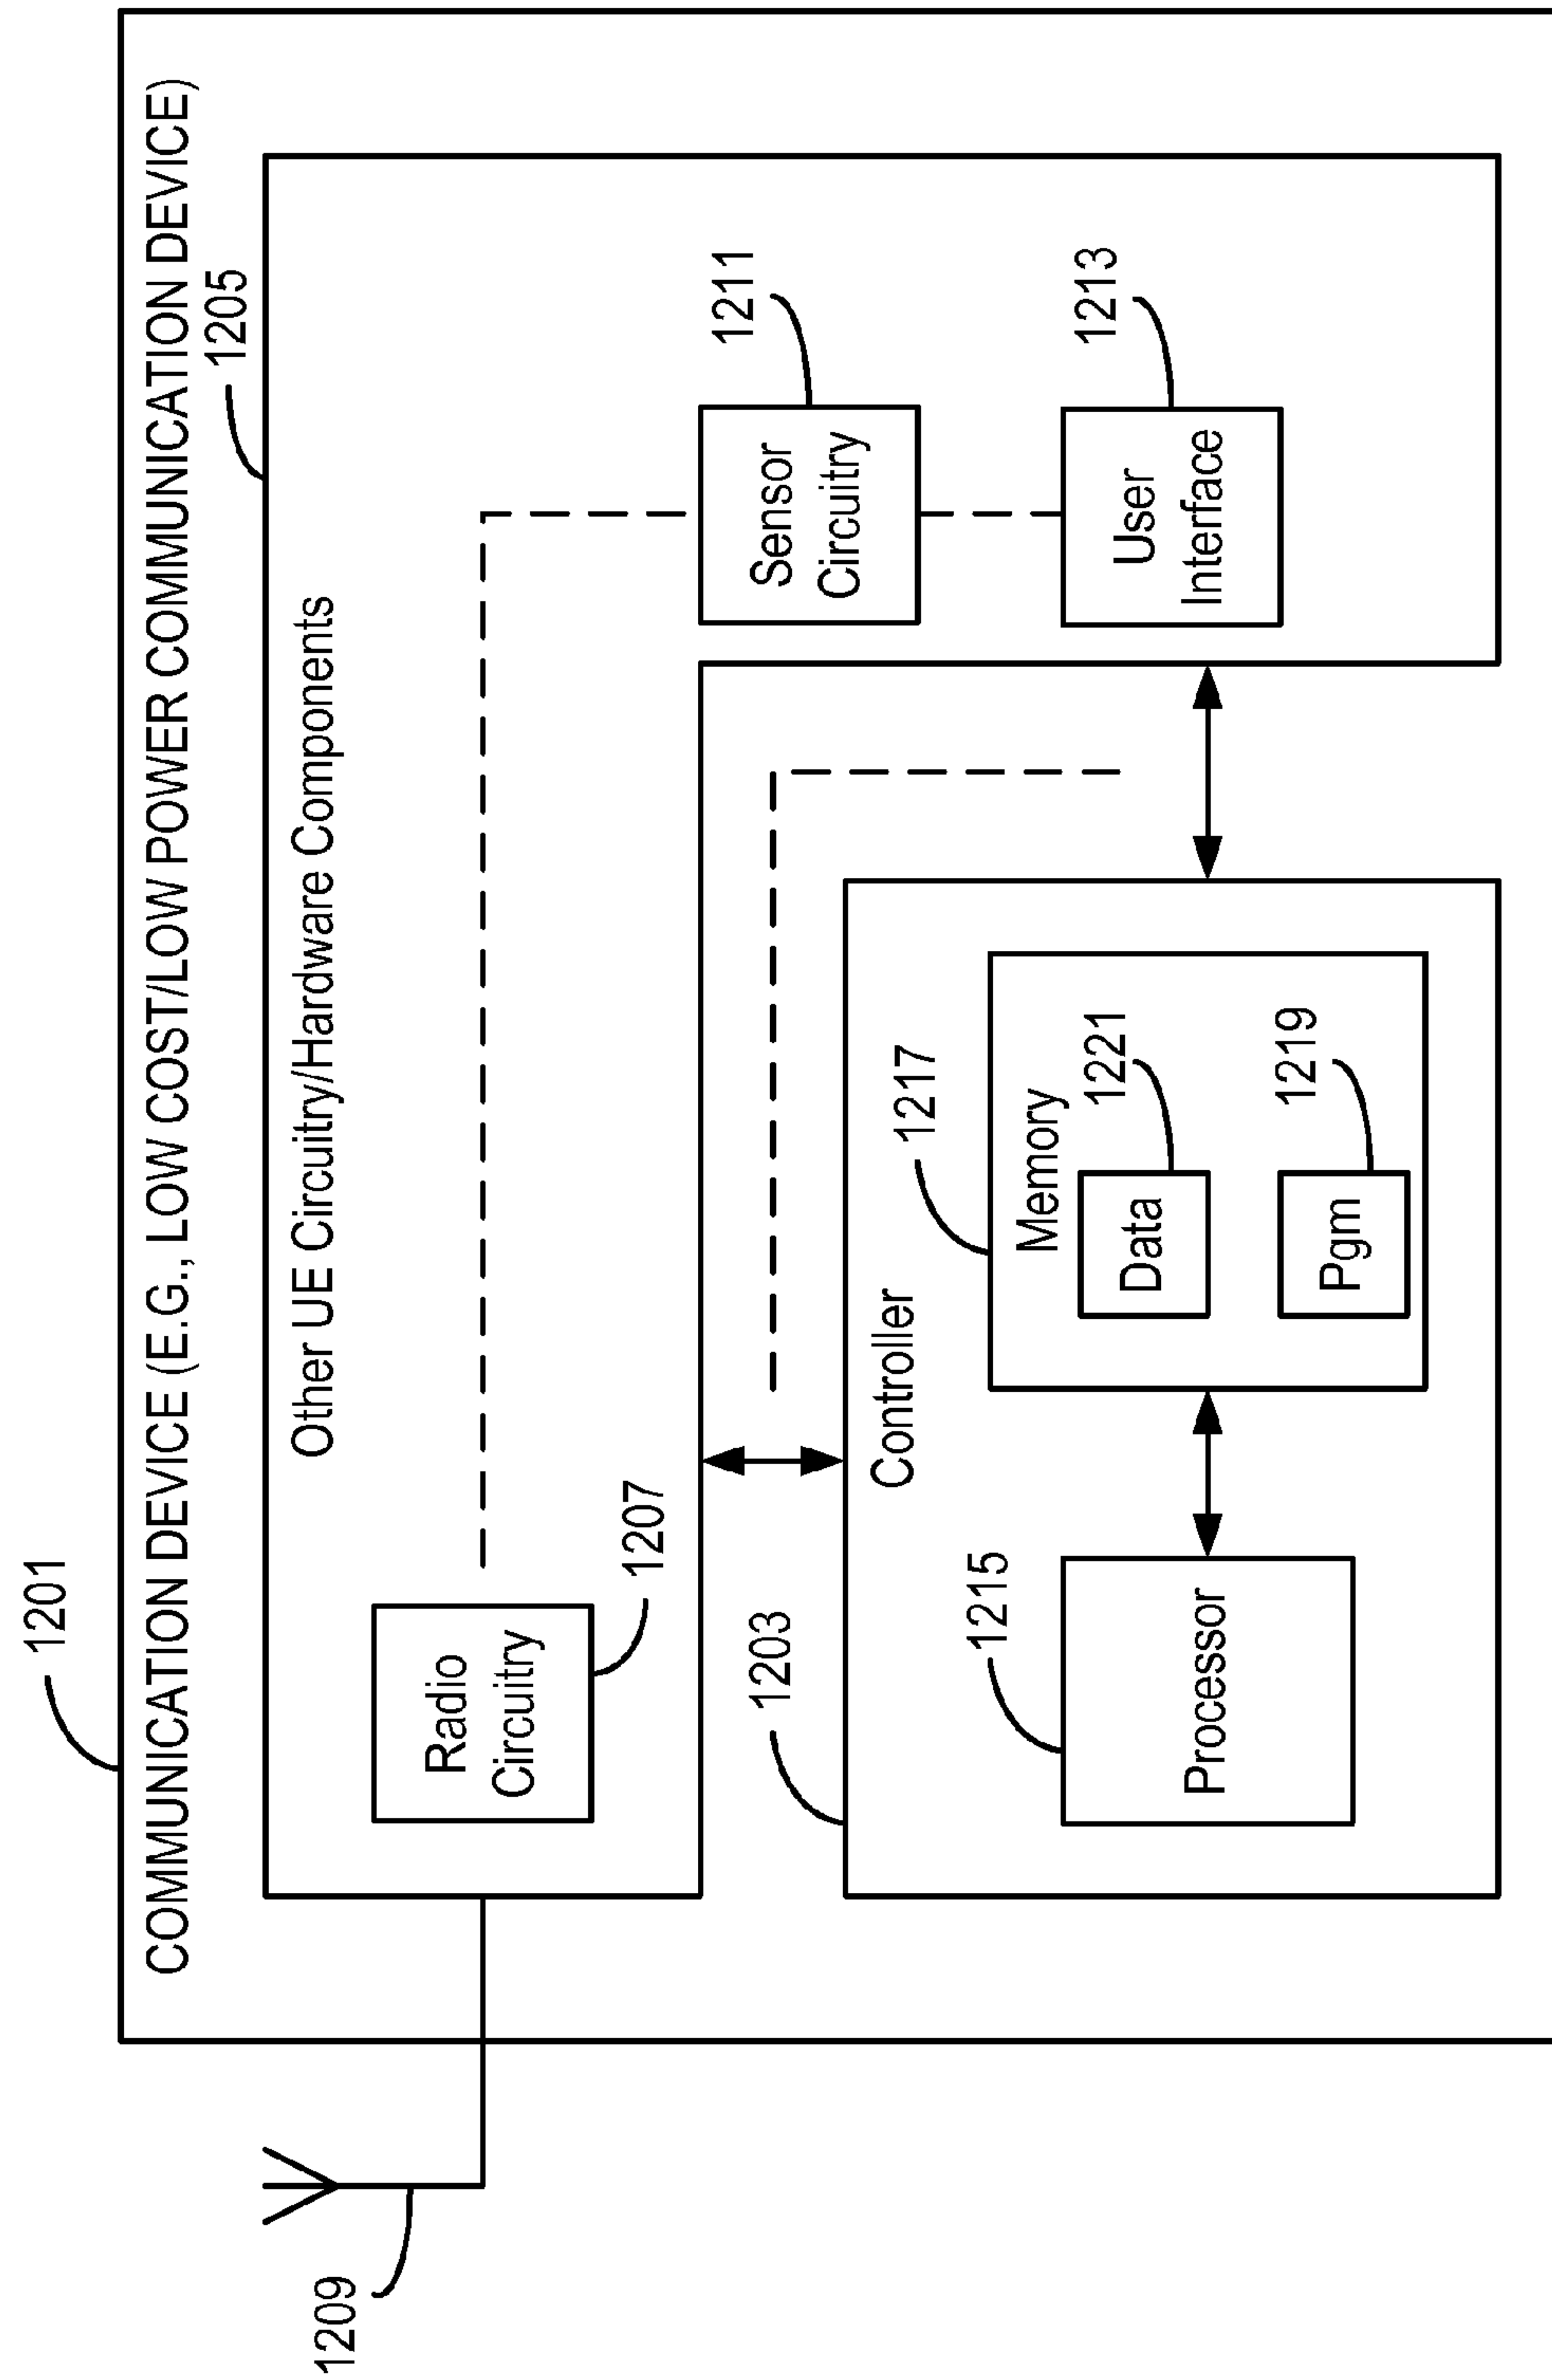 1201
COMMUNICATION DEVICE (E.G., LOW COST/LOW POWER COMMUNICATION DEVICE)
1205
Other UE Circuitry/Hardware Components
1209
Radio
Circuitry
1207
Sensor
Circuitry
1211
1203
Controller
1217
Memory
1215
Processor
Data
1221
Pgm
1219
User
Interface
1213